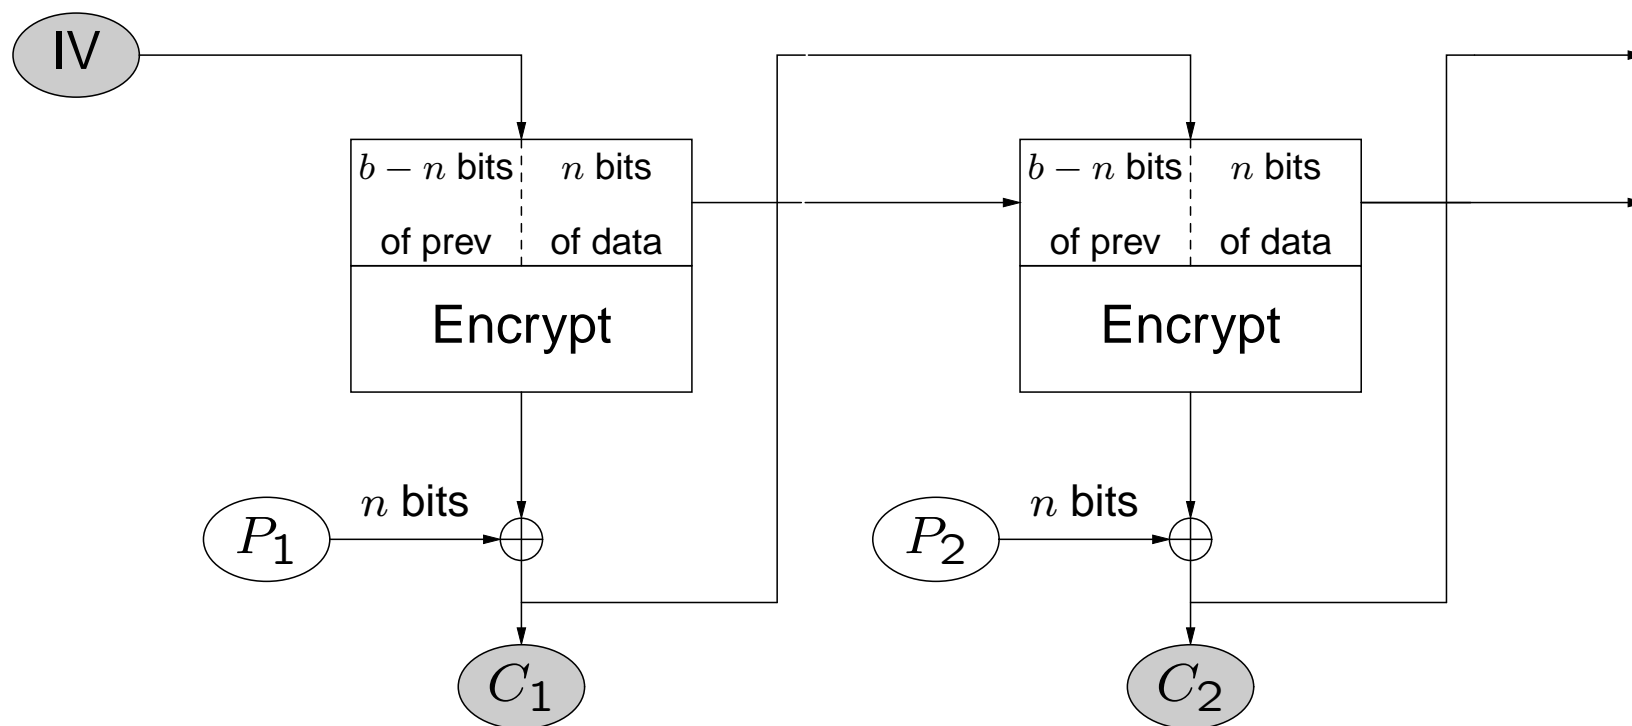 IV
b − n bits n bits
of prev of data
Encrypt
b − n bits n bits
of prev of data
Encrypt
P1 n bits
P2 n bits
C1
C2